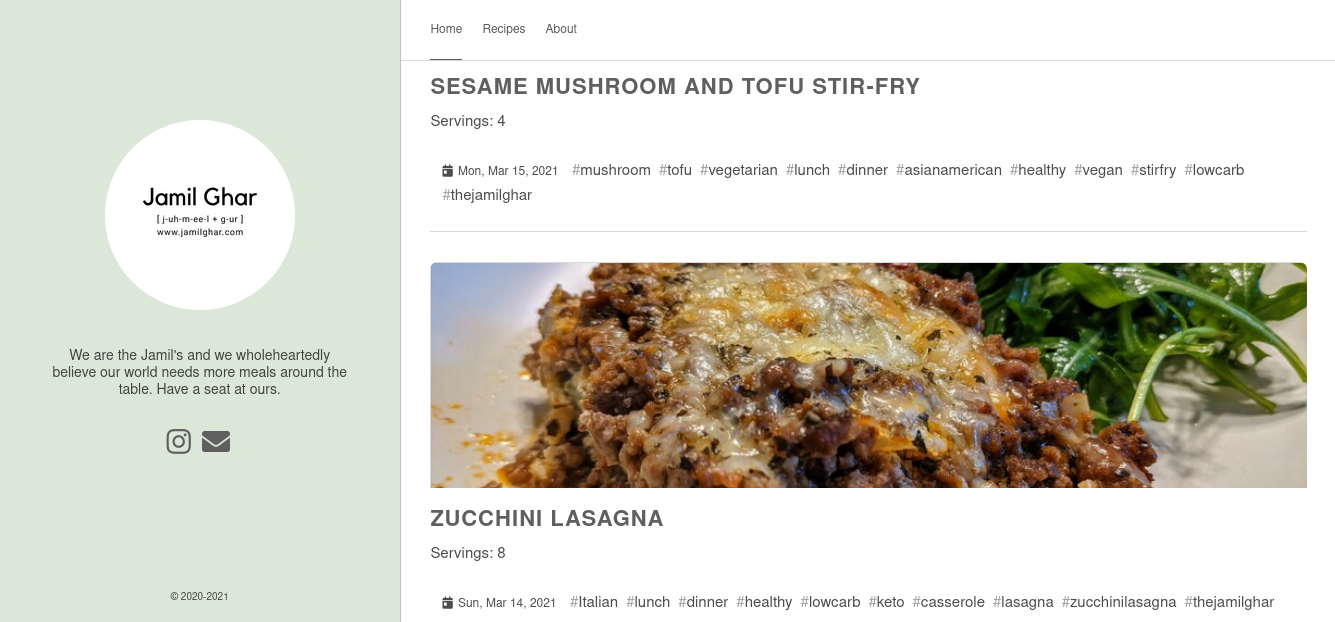 Jamil Ghar
[ j-uh-m-ee-l + g-ur ]
www.jamilghar.com
We are the Jamil's and we wholeheartedly
believe our world needs more meals around the
table. Have a seat at ours.
© 2020-2021
Home Recipes About
SESAME MUSHROOM AND TOFU STIR-FRY
Servings: 4
Mon, Mar 15, 2021 #mushroom #tofu #vegetarian #lunch #dinner #asianamerican #healthy #vegan #stirfry #lowcarb
#thejamilghar
ZUCCHINI LASAGNA
Servings: 8
Sun, Mar 14, 2021 #Italian #lunch #dinner #healthy #lowcarb #keto #casserole #lasagna #zucchinilasagna #thejamilghar